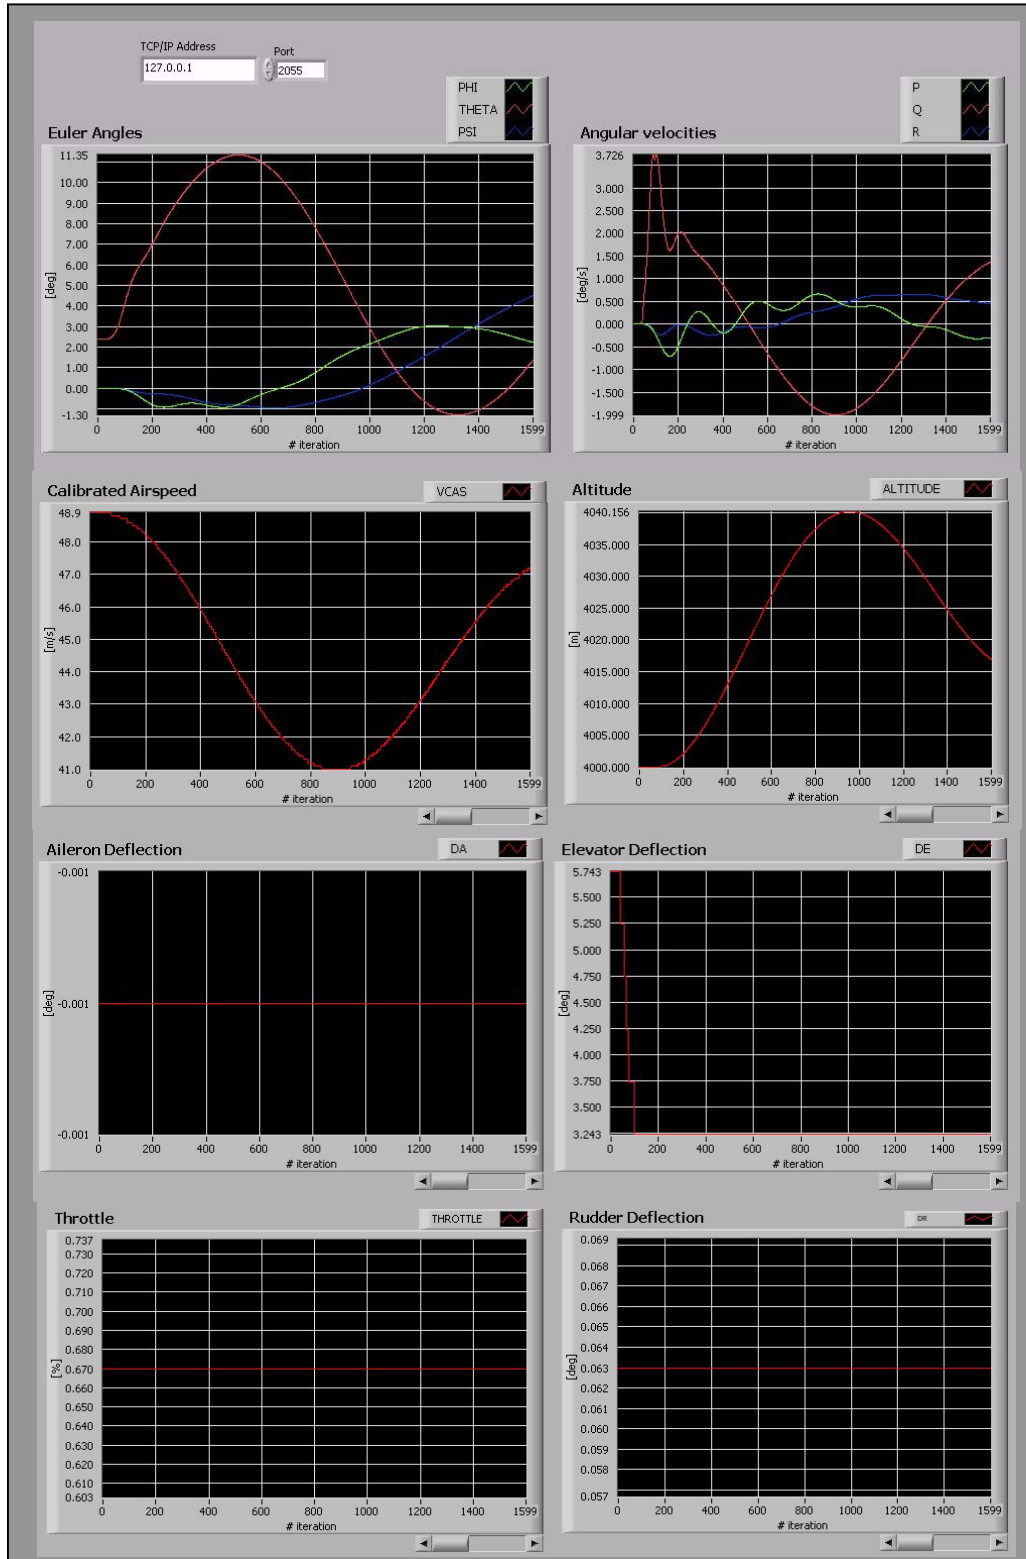 TCP/IP Address
Port
127.0.0.1
2055
PHI
THETA
PSI
Euler Angles
11.35
10.00
9.00
8.00
7.00
6.00
5.00
4.00
3.00
2.00
1.00
0.00
-1.30
[deg]
0 200 400 600 800 1000 1200 1400 1599
# iteration
P
Q
R
Angular velocities
3.726
3.000
2.500
2.000
1.500
1.000
0.500
0.000
-0.500
-1.000
-1.500
-1.999
[deg/s]
0 200 400 600 800 1000 1200 1400 1599
# iteration
Calibrated Airspeed
VCAS
48.9
48.0
47.0
46.0
45.0
44.0
43.0
42.0
41.0
[m/s]
0 200 400 600 800 1000 1200 1400 1599
# iteration
Altitude
ALTITUDE
4040.156
4035.000
4030.000
4025.000
4020.000
4015.000
4010.000
4005.000
4000.000
[m]
0 200 400 600 800 1000 1200 1400 1599
# iteration
Aileron Deflection
DA
-0.001
-0.001
-0.001
[deg]
0 200 400 600 800 1000 1200 1400 1599
# iteration
Elevator Deflection
DE
5.743
5.500
5.250
5.000
4.750
4.500
4.250
4.000
3.750
3.500
3.243
[deg]
0 200 400 600 800 1000 1200 1400 1599
# iteration
Throttle
THROTTLE
0.737
0.730
0.720
0.710
0.700
0.690
0.680
0.670
0.660
0.650
0.640
0.630
0.620
0.610
0.603
[%]
0 200 400 600 800 1000 1200 1400 1599
# iteration
Rudder Deflection
DR
0.069
0.068
0.067
0.066
0.065
0.064
0.063
0.062
0.061
0.060
0.059
0.058
0.057
[deg]
0 200 400 600 800 1000 1200 1400 1599
# iteration